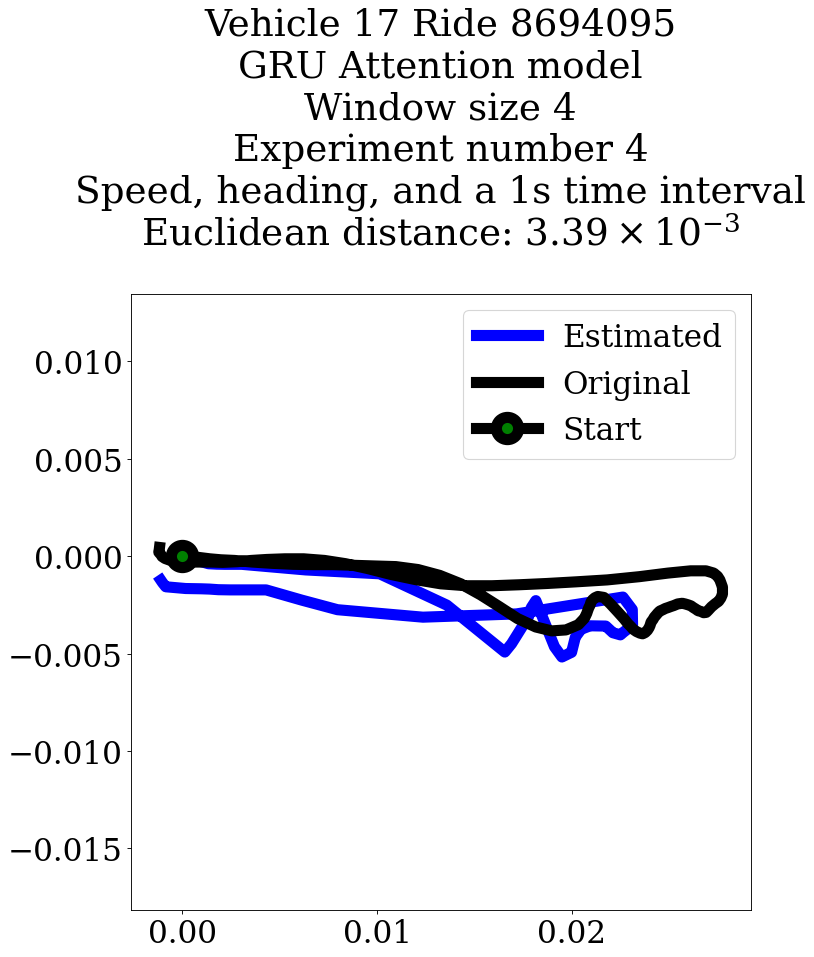 Vehicle 17 Ride 8694095
GRU Attention model
Window size 4
Experiment number 4
Speed, heading, and a 1s time interval
Euclidean distance: 3.39 × 10⁻³
Estimated
Original
Start
0.010
0.005
0.000
−0.005
−0.010
−0.015
0.00
0.01
0.02